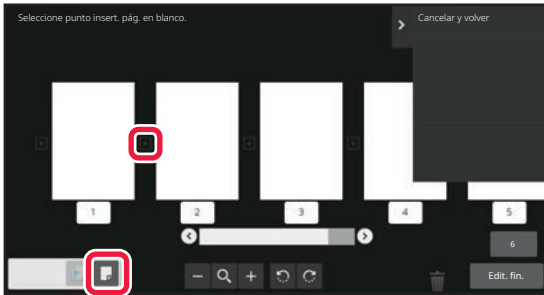 Seleccione punto insert. pág. en blanco.
Cancelar y volver
1
2
3
4
5
6
Edit. fin.